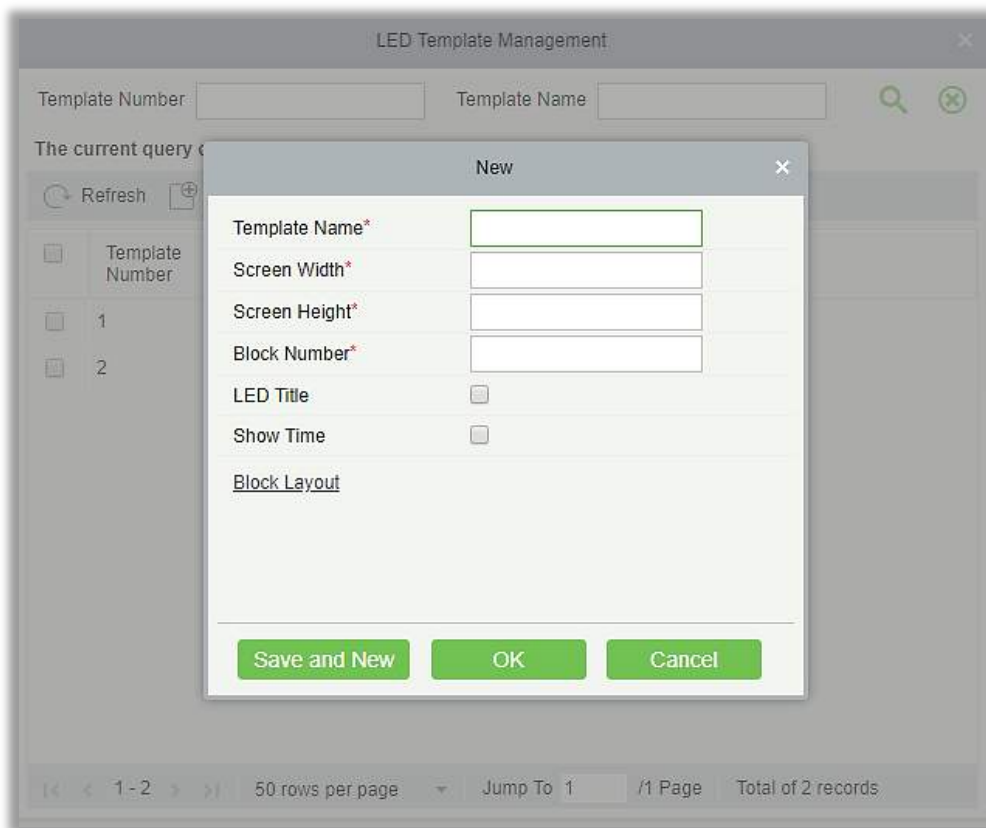 LED Template Management ×
Template Number Template Name
The current query c
Refresh
New ×
Template Name*
Screen Width*
Screen Height*
Block Number*
LED Title
Show Time
Block Layout
Save and New OK Cancel
Template
Number
1
2
1 - 2 50 rows per page Jump To 1 /1 Page Total of 2 records